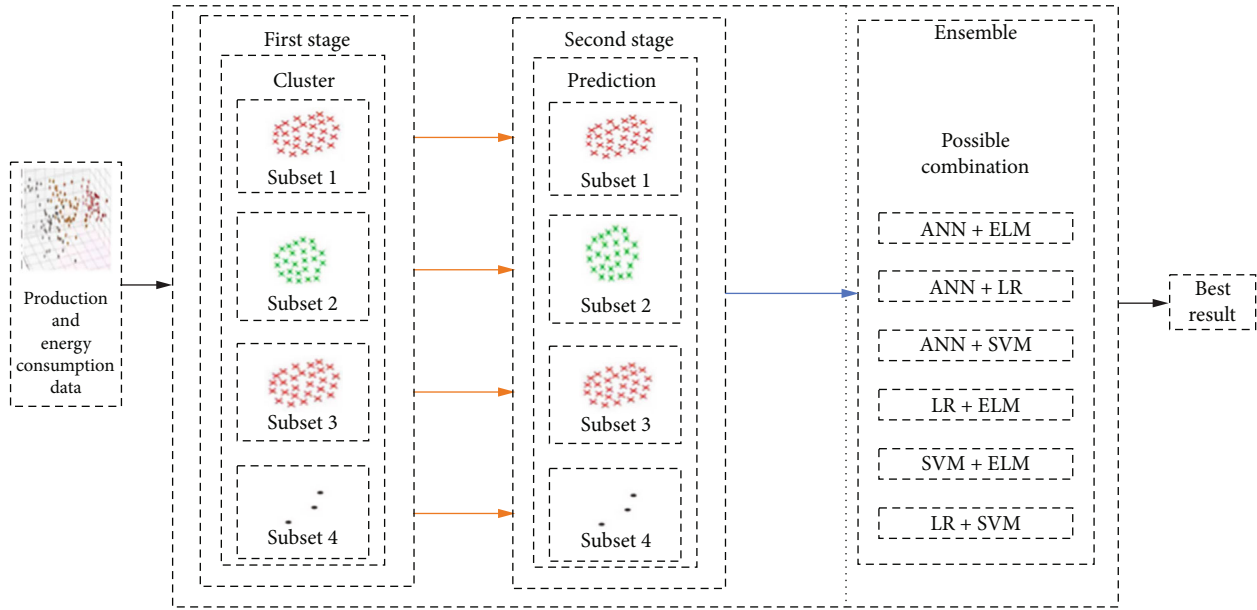 Production
and
energy
consumption
data
First stage
Cluster
Subset 1
Subset 2
Subset 3
Subset 4
Second stage
Prediction
Subset 1
Subset 2
Subset 3
Subset 4
Ensemble
Possible
combination
ANN + ELM
ANN + LR
ANN + SVM
LR + ELM
SVM + ELM
LR + SVM
Best
result